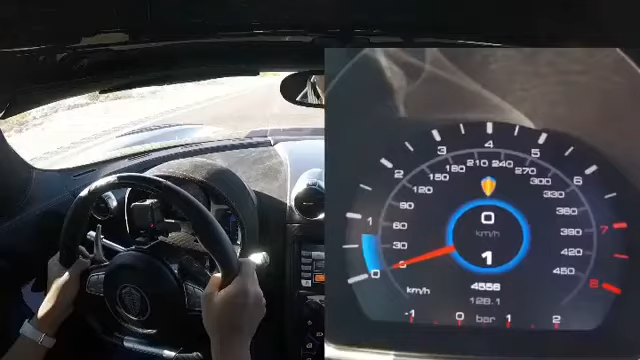 4
3 5
2 210 240 6
180 270
150 300
120 330
1 90 0 360 7
60 km/h 390
30 1 420
0 0 450 8
km/h 4556
128.1
-1 0 bar 1 2